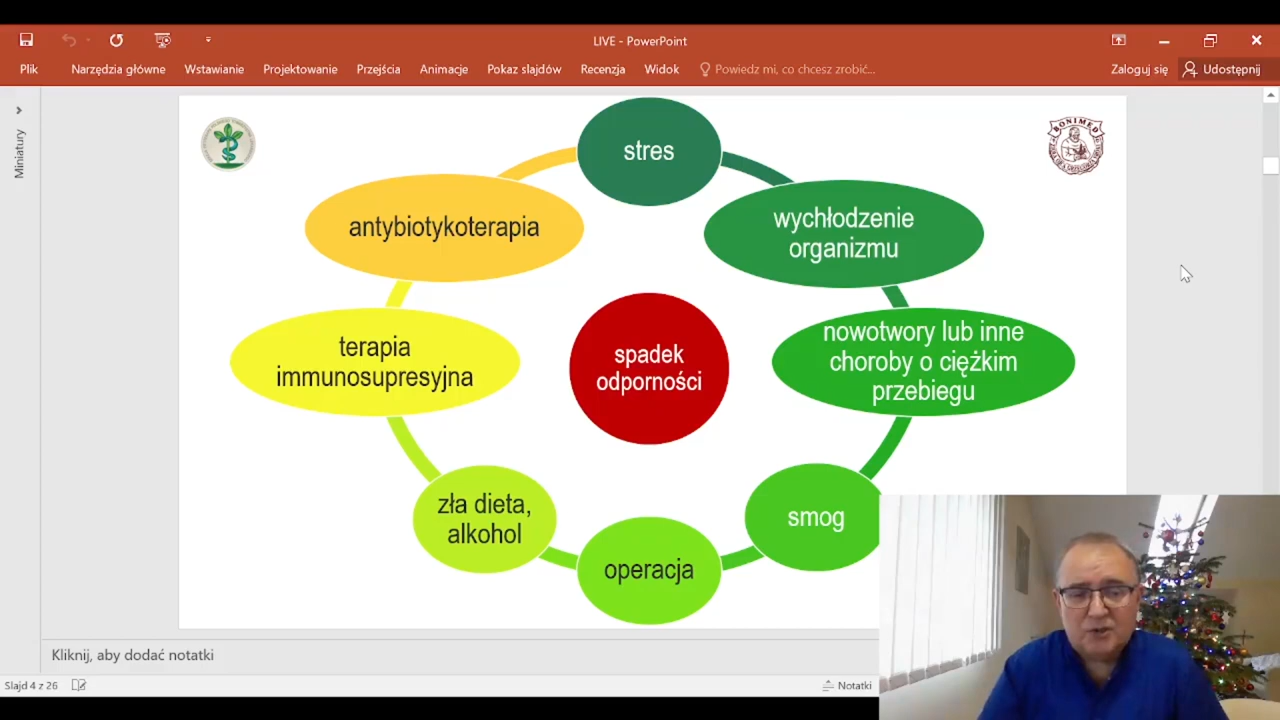 LIVE - PowerPoint
Plik Narzędzia główne Wstawianie Projektowanie Przejścia Animacje Pokaz slajdów Recenzja Widok Powiedz mi, co chcesz zrobić... Zaloguj się Udostępnij
Miniatury
BONIMED
stres
antybiotykoterapia
wychłodzenie
organizmu
terapia
immunosupresyjna
spadek
odporności
nowotwory lub inne
choroby o ciężkim
przebiegu
zła dieta,
alkohol
operacja
smog
Kliknij, aby dodać notatki
Slajd 4 z 26
Notatki